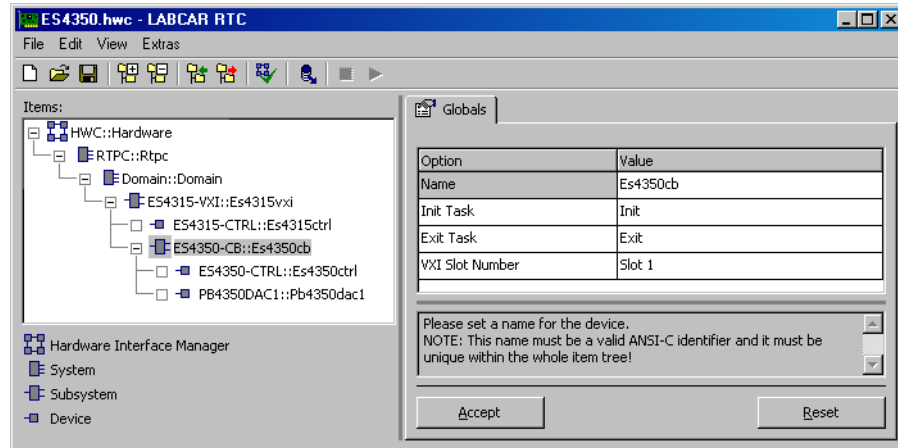 ES4350.hwc - LABCAR RTC
File Edit View Extras
Items:
HWC::Hardware
RTPC::Rtpc
Domain::Domain
ES4315-VXI::Es4315vxi
ES4315-CTRL::Es4315ctrl
ES4350-CB::Es4350cb
ES4350-CTRL::Es4350ctrl
PB4350DAC1::Pb4350dac1
Hardware Interface Manager
System
Subsystem
Device
Globals
Option Value
Name Es4350cb
Init Task Init
Exit Task Exit
VXI Slot Number Slot 1
Please set a name for the device.
NOTE: This name must be a valid ANSI-C identifier and it must be
unique within the whole item tree!
Accept Reset